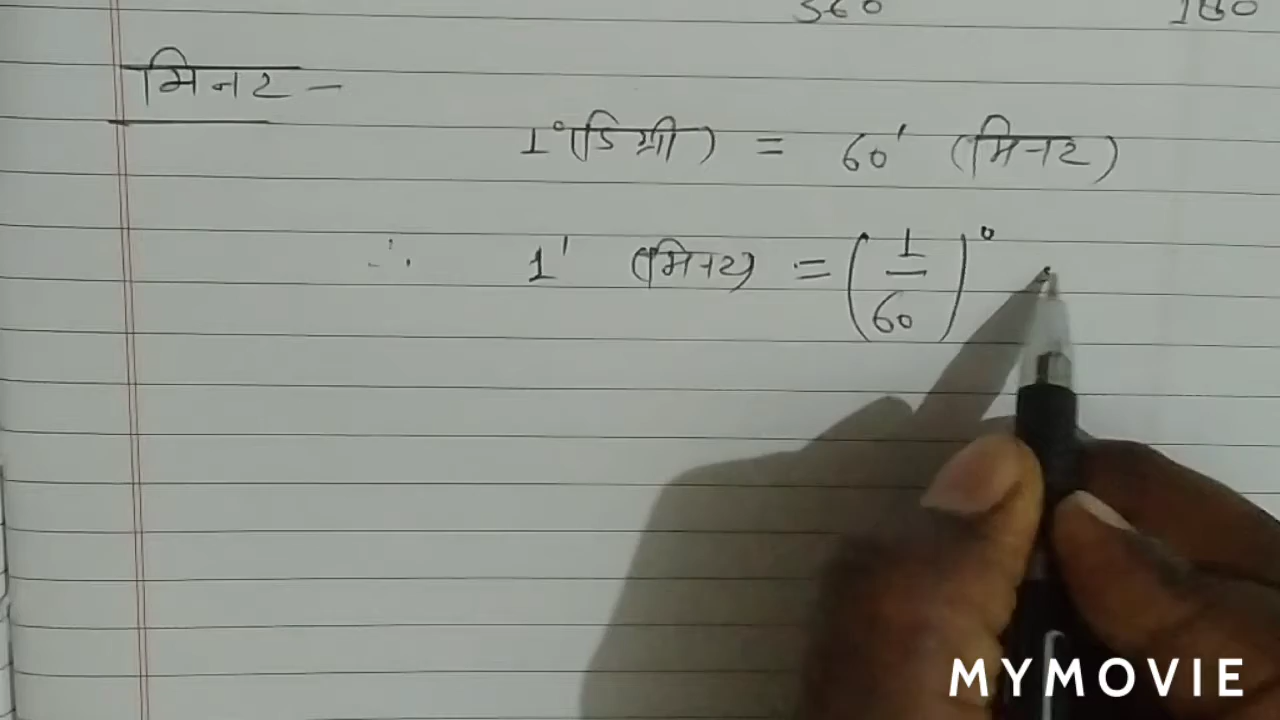 360 180
मिनट –
1° (डिग्री) = 60' (मिनट)
∴ 1' (मिनट) = (1/60)°
MYMOVIE